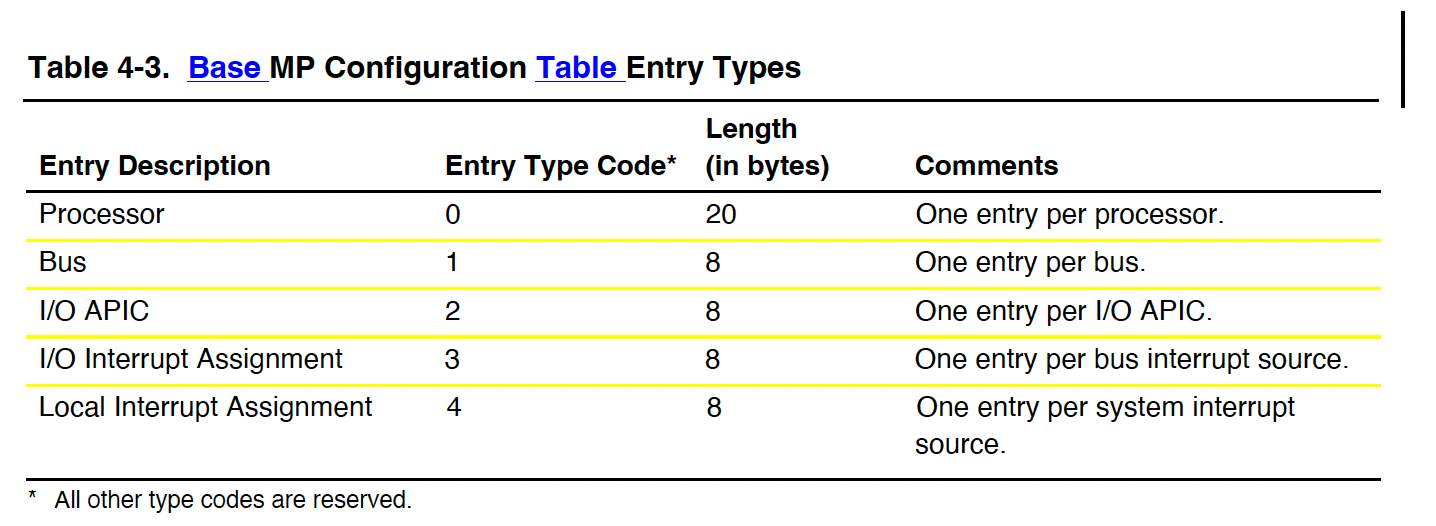 Table 4-3. Base MP Configuration Table Entry Types
Length
Entry Description Entry Type Code* (in bytes) Comments
Processor 0 20 One entry per processor.
Bus 1 8 One entry per bus.
I/O APIC 2 8 One entry per I/O APIC.
I/O Interrupt Assignment 3 8 One entry per bus interrupt source.
Local Interrupt Assignment 4 8 One entry per system interrupt
source.
* All other type codes are reserved.